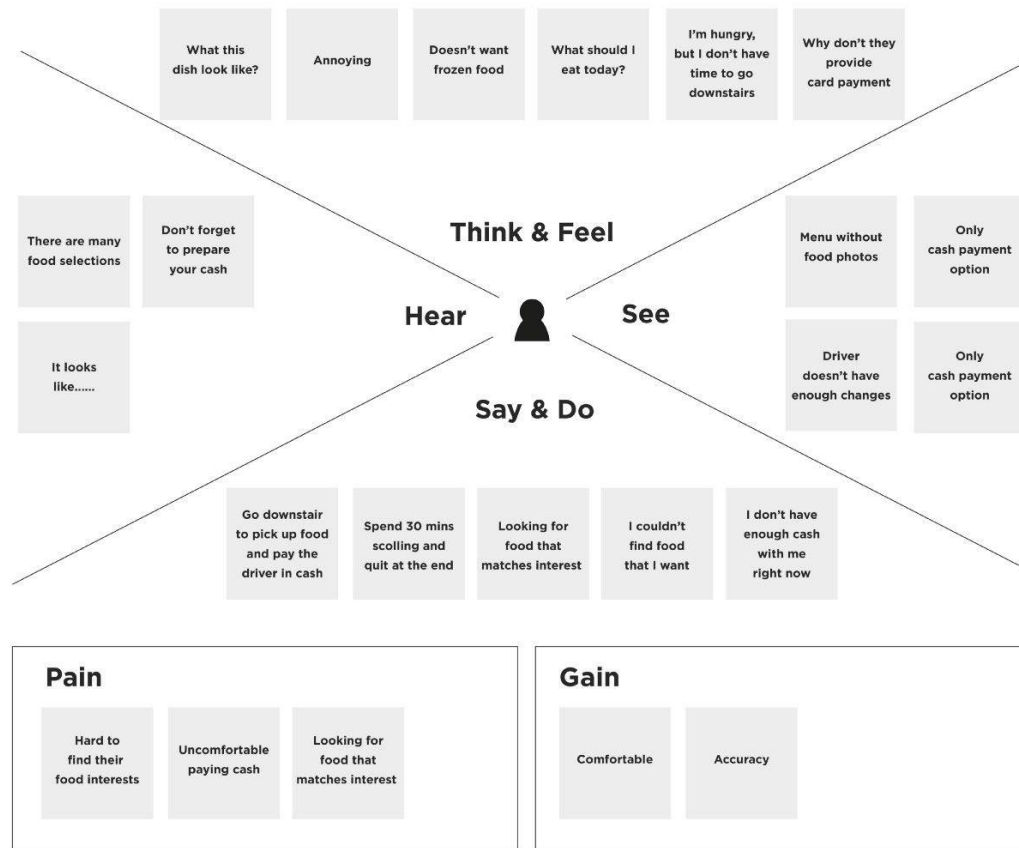 What this
dish look like?
Annoying
Doesn't want
frozen food
What should I
eat today?
I'm hungry,
but I don't have
time to go
downstairs
Why don't they
provide
card payment
Think & Feel
There are many
food selections
Don't forget
to prepare
your cash
It looks
like......
Hear
See
Menu without
food photos
Only
cash payment
option
Driver
doesn't have
enough changes
Only
cash payment
option
Say & Do
Go downstair
to pick up food
and pay the
driver in cash
Spend 30 mins
scolling and
quit at the end
Looking for
food that
matches interest
I couldn't
find food
that I want
I don't have
enough cash
with me
right now
Pain
Hard to
find their
food interests
Uncomfortable
paying cash
Looking for
food that
matches interest
Gain
Comfortable
Accuracy